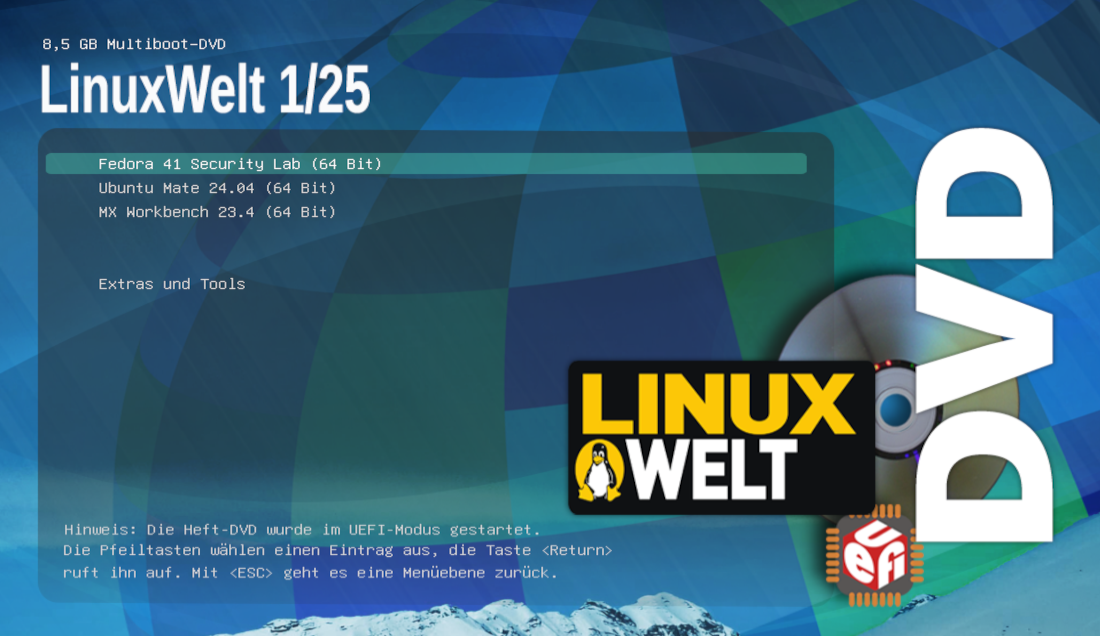 8,5 GB Multiboot-DVD
LinuxWelt 1/25
Fedora 41 Security Lab (64 Bit)
Ubuntu Mate 24.04 (64 Bit)
MX Workbench 23.4 (64 Bit)
Extras und Tools
LINUX
WELT
DVD
Hinweis: Die Heft-DVD wurde im UEFI-Modus gestartet.
Die Pfeiltasten wählen einen Eintrag aus, die Taste <Return>
ruft ihn auf. Mit <ESC> geht es eine Menüebene zurück.
Uefi